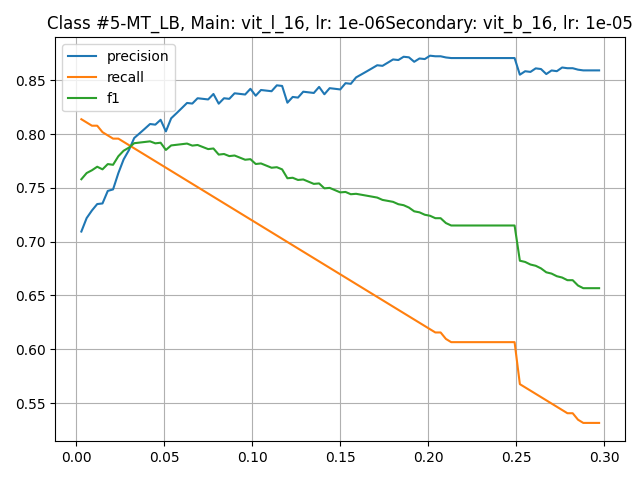 Class #5-MT_LB, Main: vit_l_16, lr: 1e-06Secondary: vit_b_16, lr: 1e-05
precision
recall
f1
0.85
0.80
0.75
0.70
0.65
0.60
0.55
0.00 0.05 0.10 0.15 0.20 0.25 0.30